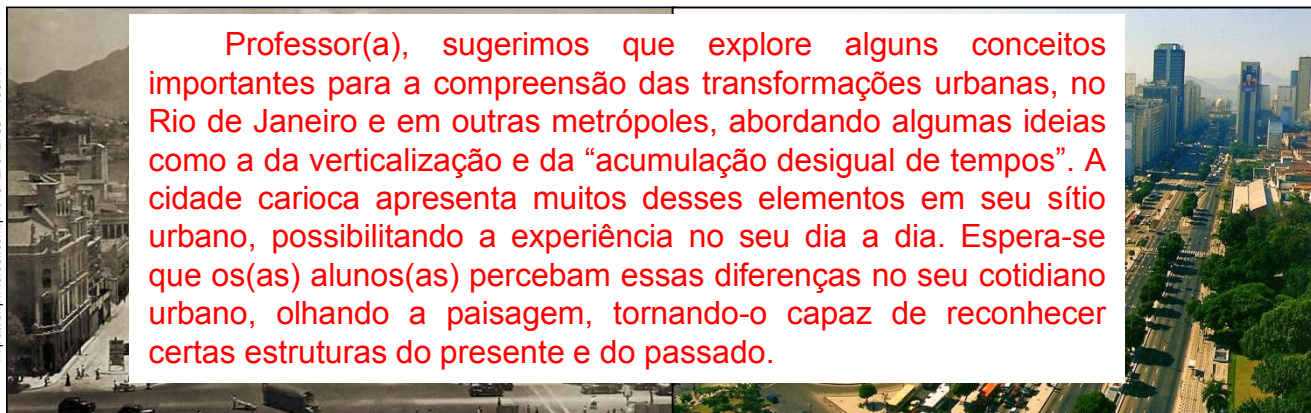 Professor(a), sugerimos que explore alguns conceitos
importantes para a compreensão das transformações urbanas, no
Rio de Janeiro e em outras metrópoles, abordando algumas ideias
como a da verticalização e da “acumulação desigual de tempos”. A
cidade carioca apresenta muitos desses elementos em seu sítio
urbano, possibilitando a experiência no seu dia a dia. Espera-se
que os(as) alunos(as) percebam essas diferenças no seu cotidiano
urbano, olhando a paisagem, tornando-o capaz de reconhecer
certas estruturas do presente e do passado.